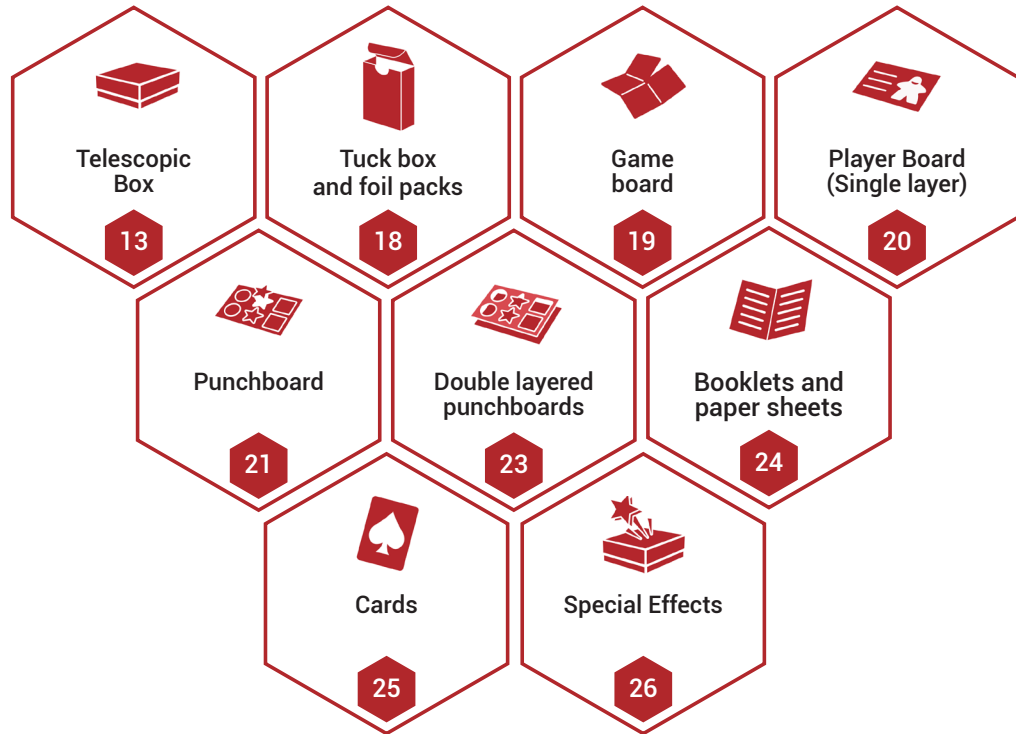 Telescopic
Box
13
Tuck box
and foil packs
18
Game
board
19
Player Board
(Single layer)
20
Punchboard
21
Double layered
punchboards
23
Booklets and
paper sheets
24
Cards
25
Special Effects
26